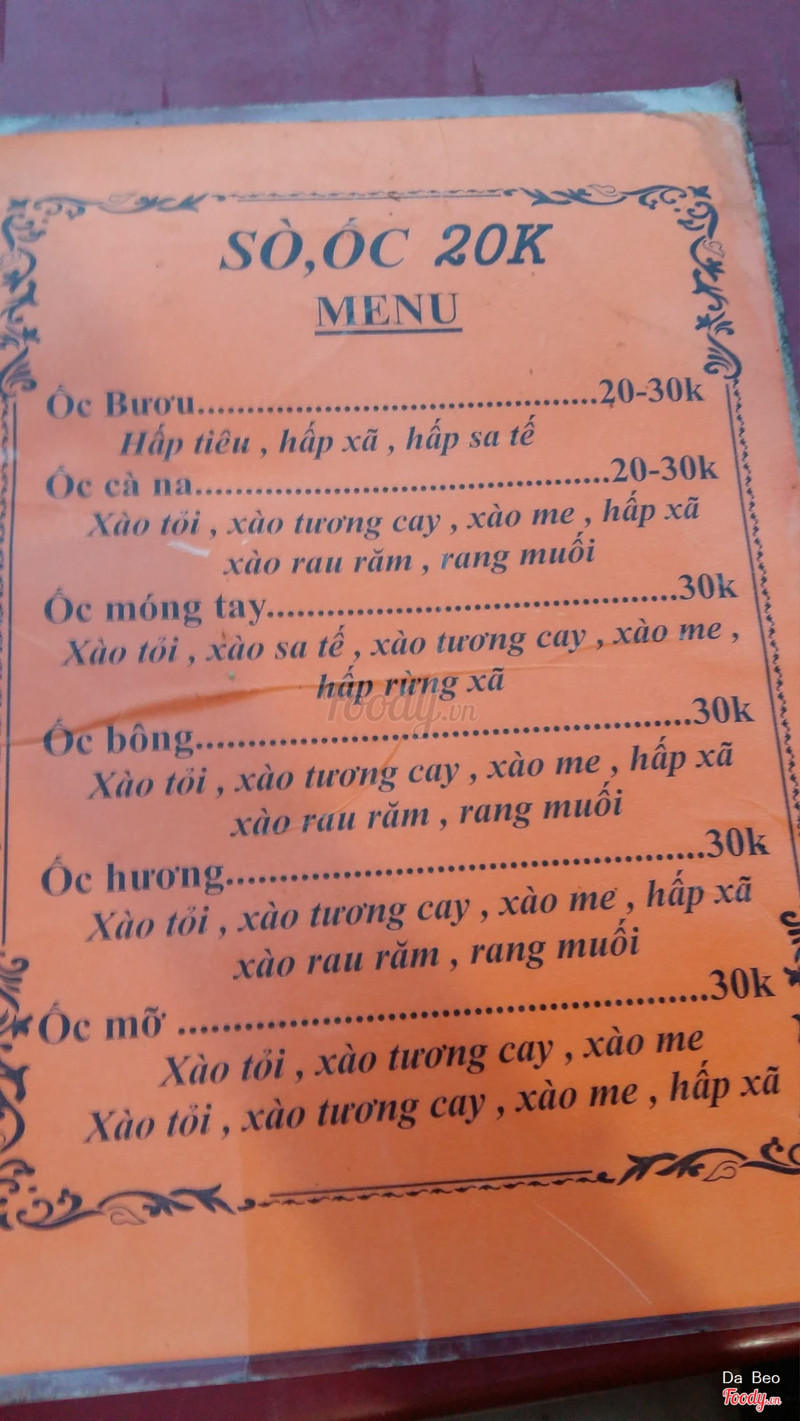 SÒ,ỐC 20K
MENU
Ốc Bươu........................................20-30k
Hấp tiêu , hấp xã , hấp sa tế
Ốc cà na..........................................20-30k
Xào tỏi , xào tương cay , xào me , hấp xã
xào rau răm , rang muối
Ốc móng tay.........................................30k
Xào tỏi , xào sa tế , xào tương cay , xào me ,
hấp rừng xã
foody.vn
Ốc bông.................................................30k
Xào tỏi , xào tương cay , xào me , hấp xã
xào rau răm , rang muối
Ốc hương...............................................30k
Xào tỏi , xào tương cay , xào me , hấp xã
xào rau răm , rang muối
Ốc mỡ ....................................................30k
Xào tỏi , xào tương cay , xào me
Xào tỏi , xào tương cay , xào me , hấp xã
Da Beo
Foody.vn